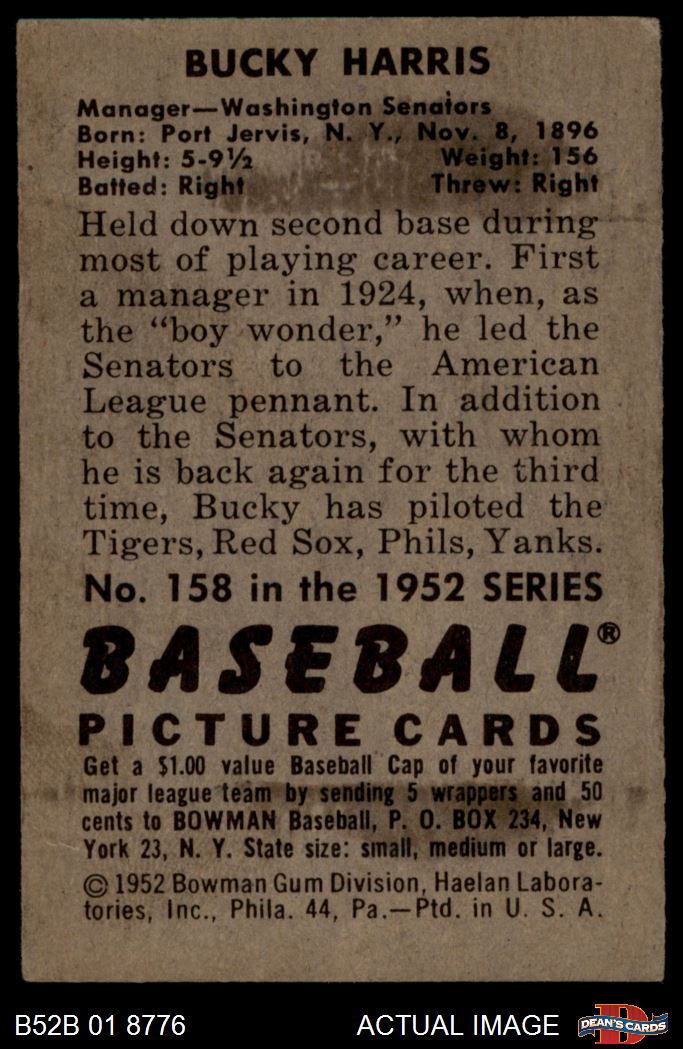 BUCKY HARRIS
Manager—Washington Senators
Born: Port Jervis, N. Y., Nov. 8, 1896
Height: 5-9½ Weight: 156
Batted: Right Threw: Right
Held down second base during
most of playing career. First
a manager in 1924, when, as
the "boy wonder," he led the
Senators to the American
League pennant. In addition
to the Senators, with whom
he is back again for the third
time, Bucky has piloted the
Tigers, Red Sox, Phils, Yanks.
No. 158 in the 1952 SERIES
BASEBALL®
PICTURE CARDS
Get a $1.00 value Baseball Cap of your favorite
major league team by sending 5 wrappers and 50
cents to BOWMAN Baseball, P. O. BOX 234, New
York 23, N. Y. State size: small, medium or large.
© 1952 Bowman Gum Division, Haelan Labora-
tories, Inc., Phila. 44, Pa.—Ptd. in U. S. A.
B52B 01 8776 ACTUAL IMAGE
D
DEAN'S CARDS